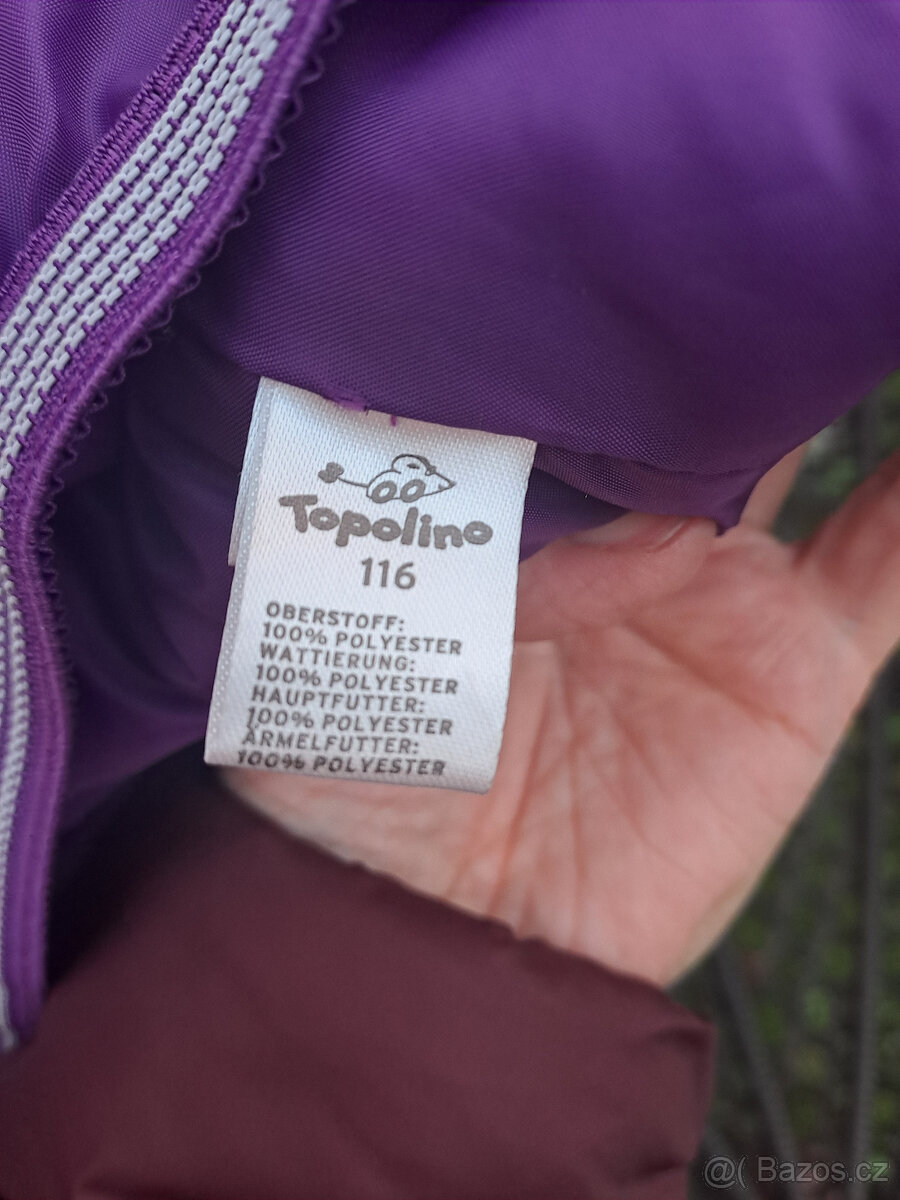 Topolino
116
OBERSTOFF:
100% POLYESTER
WATTIERUNG:
100% POLYESTER
HAUPTFUTTER:
100% POLYESTER
ÄRMELFUTTER:
100% POLYESTER
@( Bazos.cz